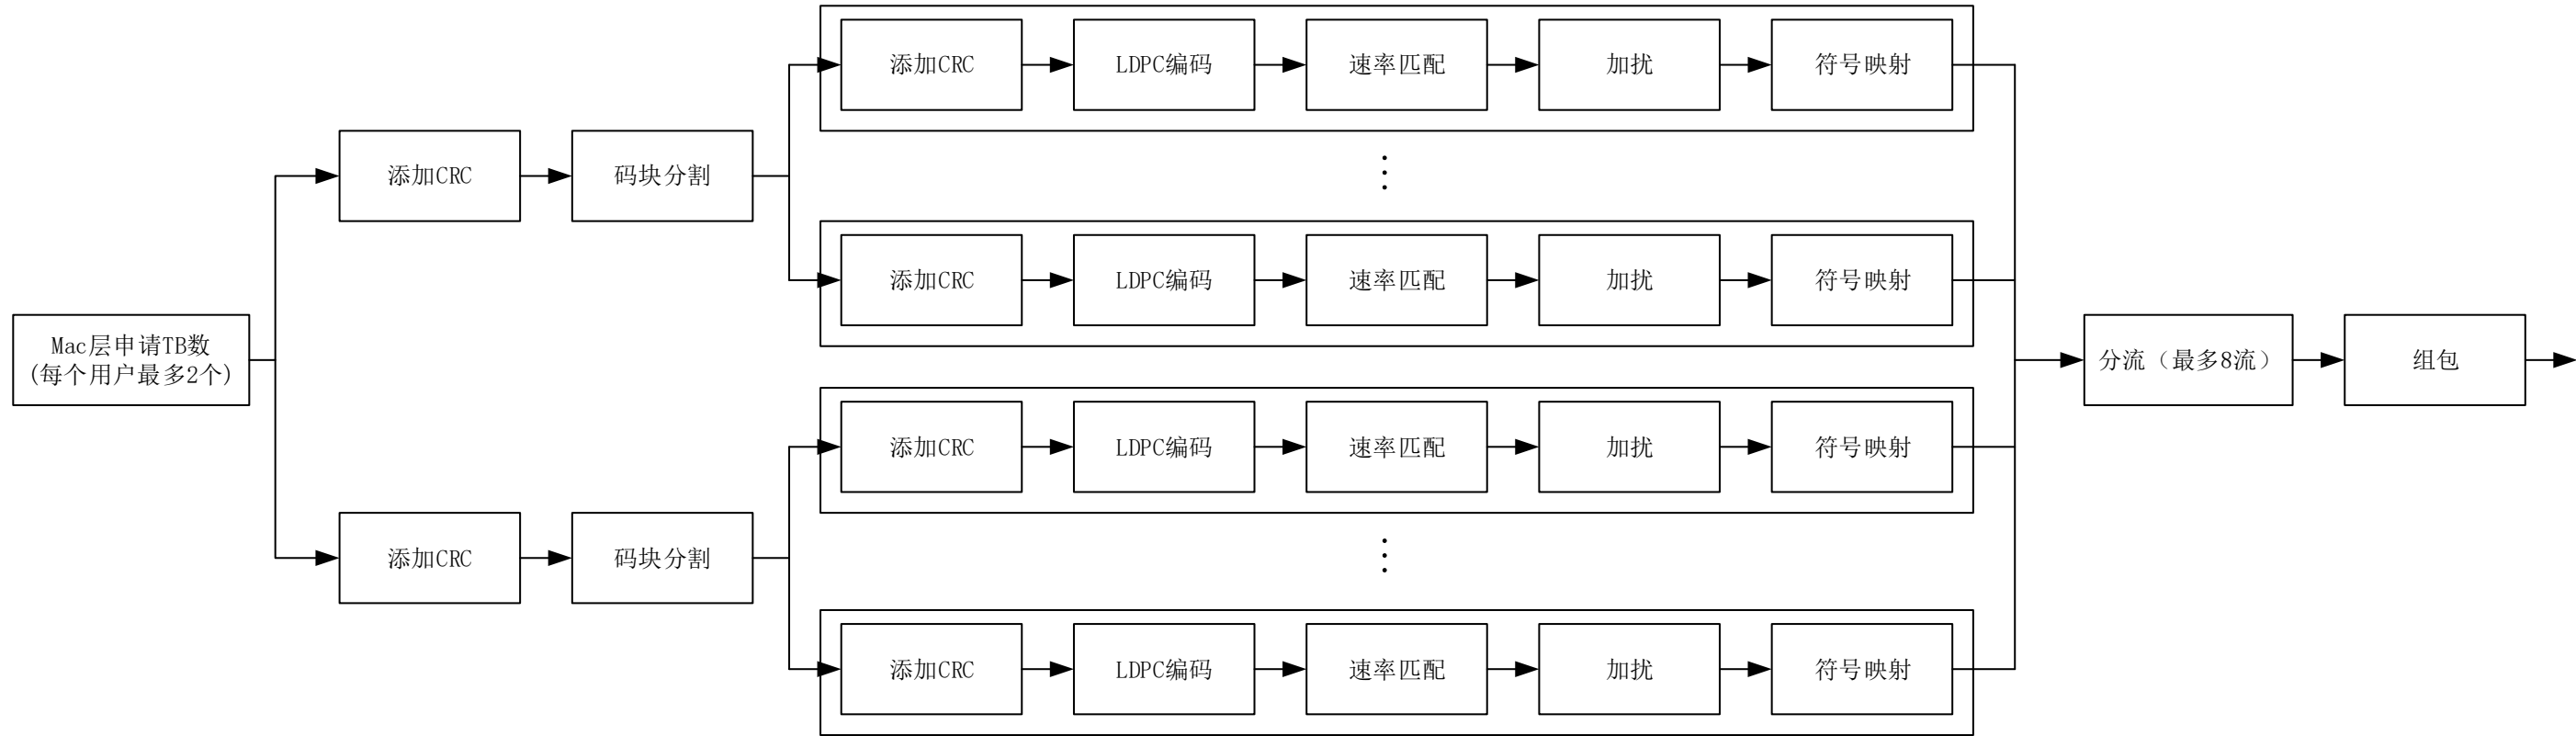 添加CRC
LDPC编码
速率匹配
加扰
符号映射
添加CRC
码块分割
添加CRC
LDPC编码
速率匹配
加扰
符号映射
Mac层申请TB数
(每个用户最多2个)
分流（最多8流）
组包
添加CRC
LDPC编码
速率匹配
加扰
符号映射
添加CRC
码块分割
添加CRC
LDPC编码
速率匹配
加扰
符号映射